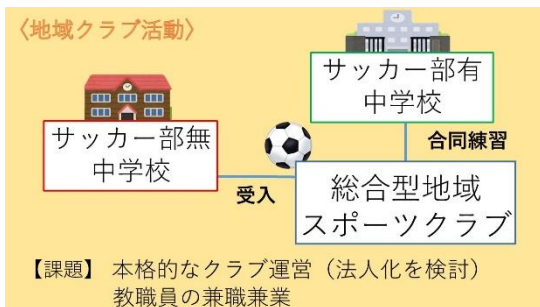 〈地域クラブ活動〉
サッカー部有
中学校
サッカー部無
中学校
合同練習
受入
総合型地域
スポーツクラブ
【課題】 本格的なクラブ運営（法人化を検討）
教職員の兼職兼業